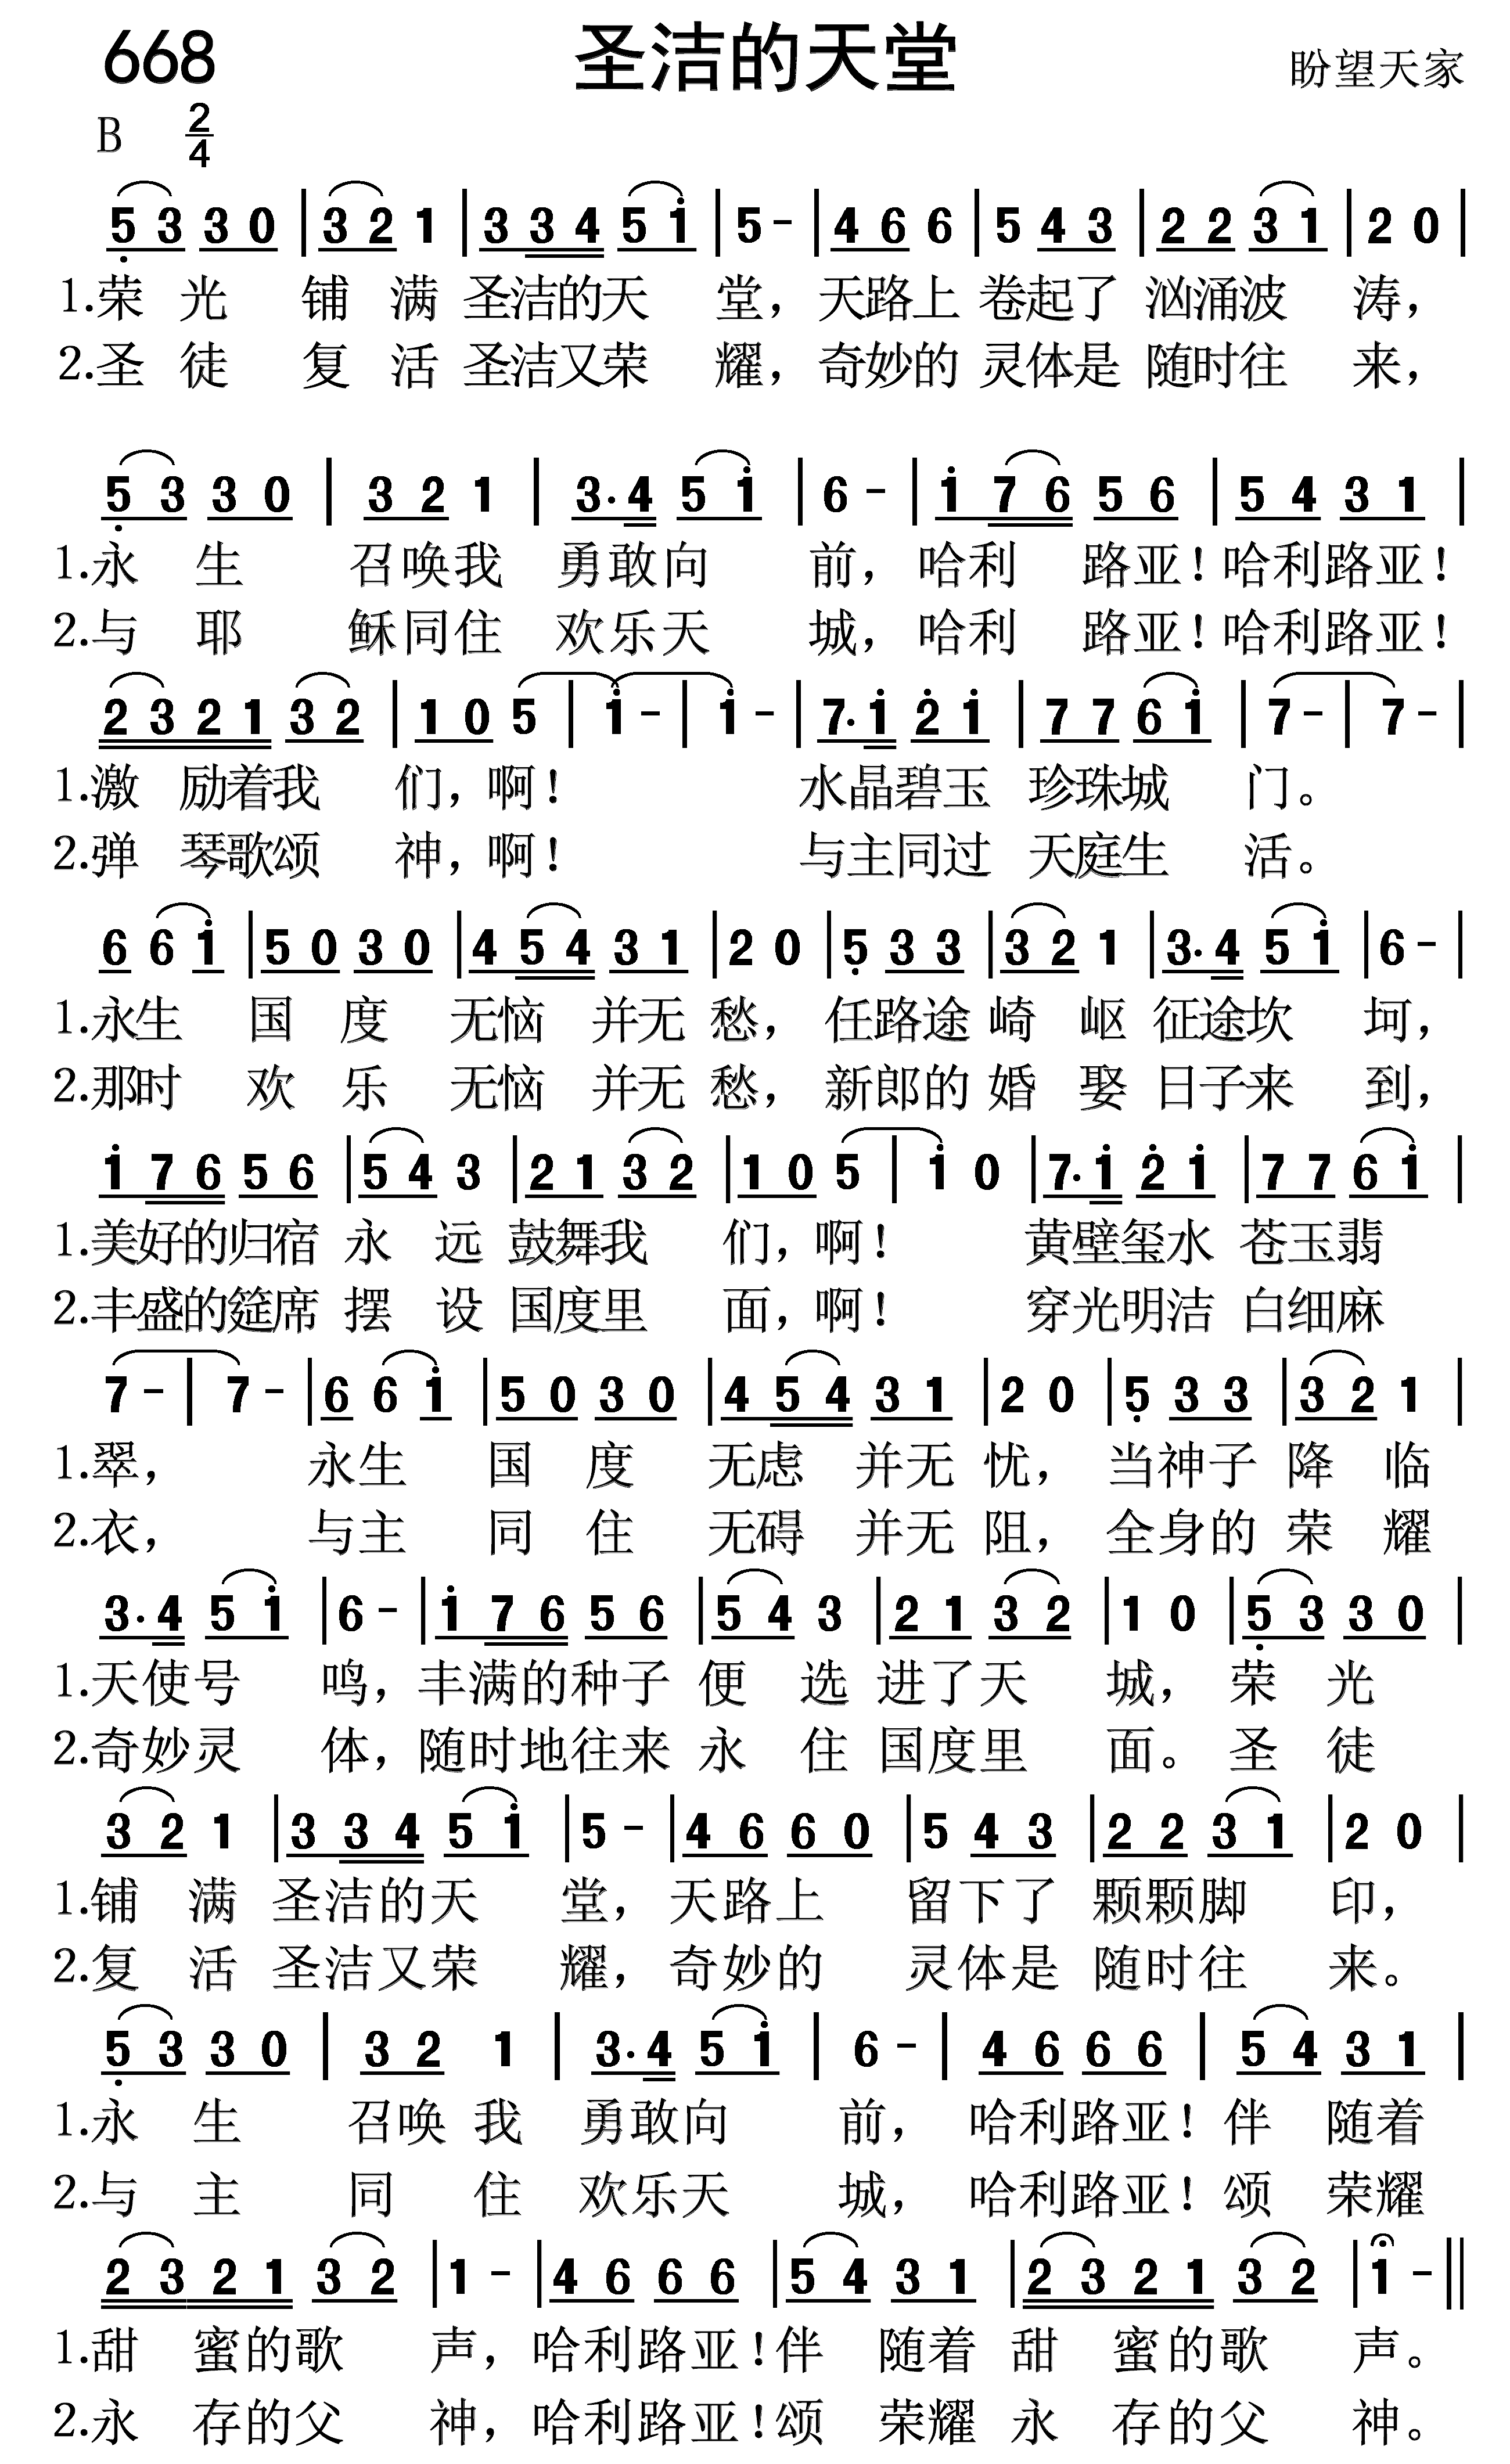 668 圣洁的天堂 盼望天家
B 2/4
5̣ 3 3 0 | 3 2 1 | 3 3 4 5 1̇ | 5 - | 4 6 6 | 5 4 3 | 2 2 3 1 | 2 0 |
1.荣 光 铺 满 圣洁的天 堂，天路上 卷起了 汹涌波 涛，
2.圣 徒 复 活 圣洁又荣 耀，奇妙的 灵体是 随时往 来，
5̣ 3 3 0 | 3 2 1 | 3· 4 5 1̇ | 6 - | 1̇ 7 6 5 6 | 5 4 3 1 |
1.永 生 召唤我 勇敢向 前，哈利 路亚！哈利路亚！
2.与 耶 稣同住 欢乐天 城，哈利 路亚！哈利路亚！
2 3 2 1 3 2 | 1 0 5 | 1̇ - | 1̇ - | 7· 1̇ 2̇ 1̇ | 7 7 6 1̇ | 7 - | 7 - |
1.激 励着我 们，啊！ 水晶碧玉 珍珠城 门。
2.弹 琴歌颂 神，啊！ 与主同过 天庭生 活。
6 6 1̇ | 5 0 3 0 | 4 5 4 3 1 | 2 0 | 5̣ 3 3 | 3 2 1 | 3· 4 5 1̇ | 6 - |
1.永生 国 度 无恼 并无 愁，任路途 崎 岖 征途坎 坷，
2.那时 欢 乐 无恼 并无 愁，新郎的 婚 娶 日子来 到，
1̇ 7 6 5 6 | 5 4 3 | 2 1 3 2 | 1 0 5 | 1̇ 0 | 7· 1̇ 2̇ 1̇ | 7 7 6 1̇ |
1.美好的归宿 永 远 鼓舞我 们，啊！ 黄壁玺水 苍玉翡
2.丰盛的筵席 摆 设 国度里 面，啊！ 穿光明洁 白细麻
7 - | 7 - | 6 6 1̇ | 5 0 3 0 | 4 5 4 3 1 | 2 0 | 5̣ 3 3 | 3 2 1 |
1.翠， 永生 国 度 无虑 并无 忧，当神子 降 临
2.衣， 与主 同 住 无碍 并无 阻，全身的 荣 耀
3· 4 5 1̇ | 6 - | 1̇ 7 6 5 6 | 5 4 3 | 2 1 3 2 | 1 0 | 5̣ 3 3 0 |
1.天使号 鸣，丰满的种子 便 选 进了天 城，荣 光
2.奇妙灵 体，随时地往来 永 住 国度里 面。圣 徒
3 2 1 | 3 3 4 5 1̇ | 5 - | 4 6 6 0 | 5 4 3 | 2 2 3 1 | 2 0 |
1.铺 满 圣洁的天 堂，天路上 留下了 颗颗脚 印，
2.复 活 圣洁又荣 耀，奇妙的 灵体是 随时往 来。
5̣ 3 3 0 | 3 2 1 | 3· 4 5 1̇ | 6 - | 4 6 6 6 | 5 4 3 1 |
1.永 生 召唤 我 勇敢向 前，哈利路亚！伴 随着
2.与 主 同 住 欢乐天 城，哈利路亚！颂 荣耀
2 3 2 1 3 2 | 1 - | 4 6 6 6 | 5 4 3 1 | 2 3 2 1 3 2 | 1 - ‖
1.甜 蜜的歌 声，哈利路亚！伴 随着 甜 蜜的歌 声。
2.永 存的父 神，哈利路亚！颂 荣耀 永 存的父 神。